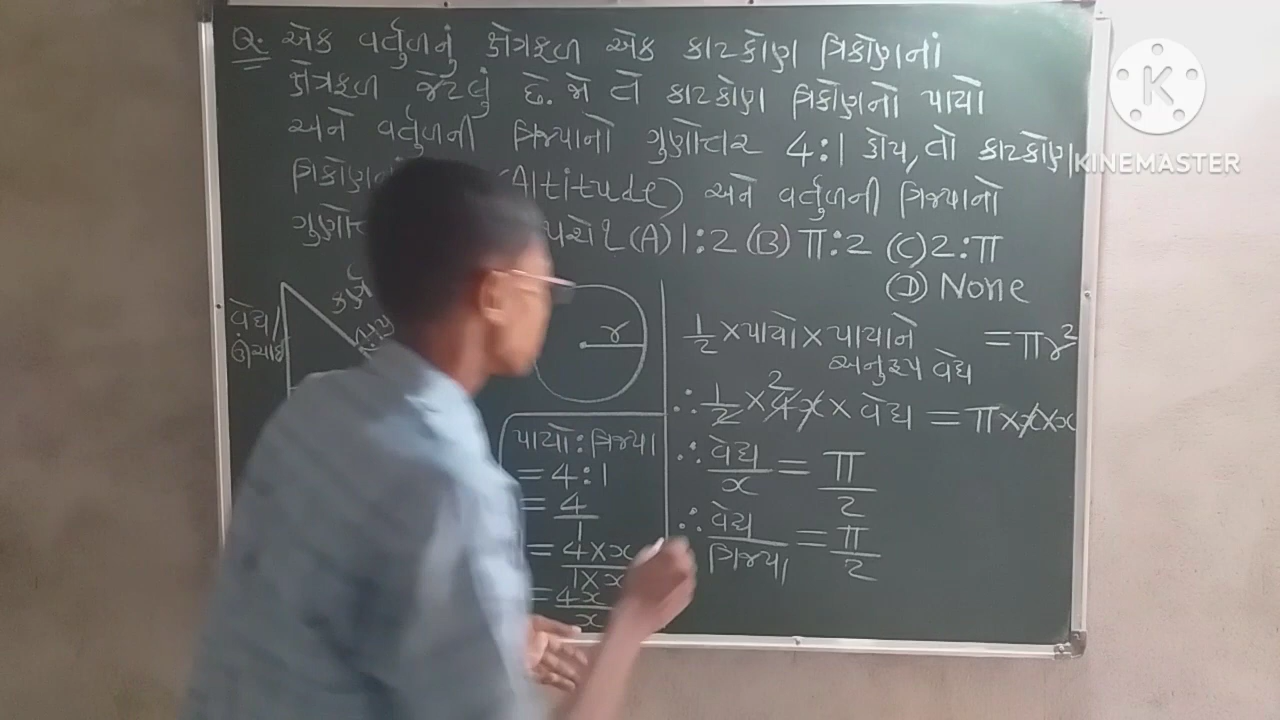 Q. એક વર્તુળનું ક્ષેત્રફળ એક કાટકોણ ત્રિકોણનાં
ક્ષેત્રફળ જેટલું છે. જો તે કાટકોણ ત્રિકોણનો પાયો
અને વર્તુળની ત્રિજ્યાનો ગુણોત્તર 4:1 હોય, તો કાટકોણ
(Altitude) અને વર્તુળની ત્રિજ્યાનો
(A) 1:2 (B) π:2 (C) 2:π
(D) None
વેધ/
ઊંચાઈ
r
પાયો : ત્રિજ્યા
= 4:1
= 4/1
= 4×x/1×x
= 4x/x
1/2 × પાયો × પાયાને = πr²
અનુરૂપ વેધ
∴ 1/2 × 4x × વેધ = π×x×x
2
∴ વેધ/x = π/2
∴ વેધ/ત્રિજ્યા = π/2
K
KINEMASTER